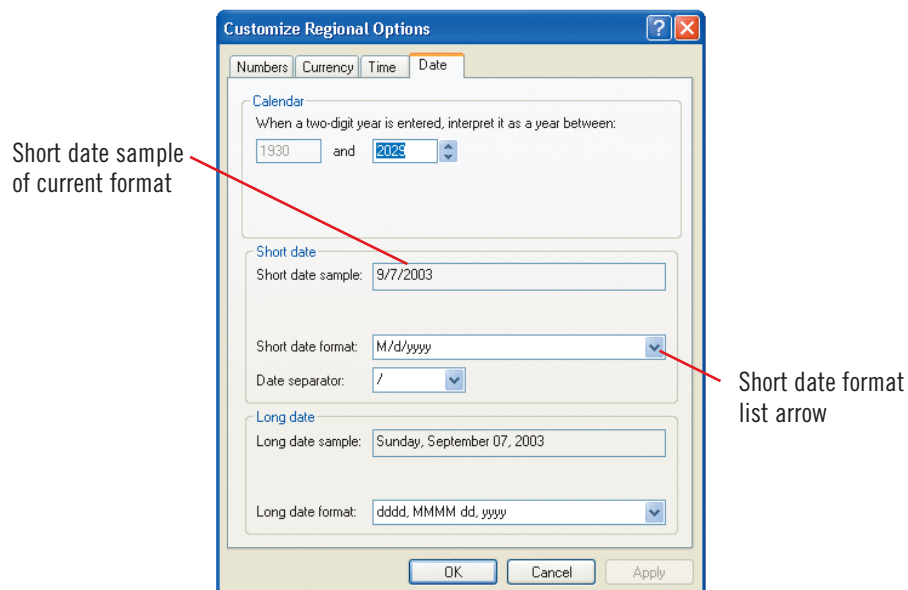 Customize Regional Options
Numbers Currency Time Date
Calendar
When a two-digit year is entered, interpret it as a year between:
1930 and 2029
Short date sample
of current format
Short date
Short date sample: 9/7/2003
Short date format: M/d/yyyy
Date separator: /
Short date format
list arrow
Long date
Long date sample: Sunday, September 07, 2003
Long date format: dddd, MMMM dd, yyyy
OK Cancel Apply